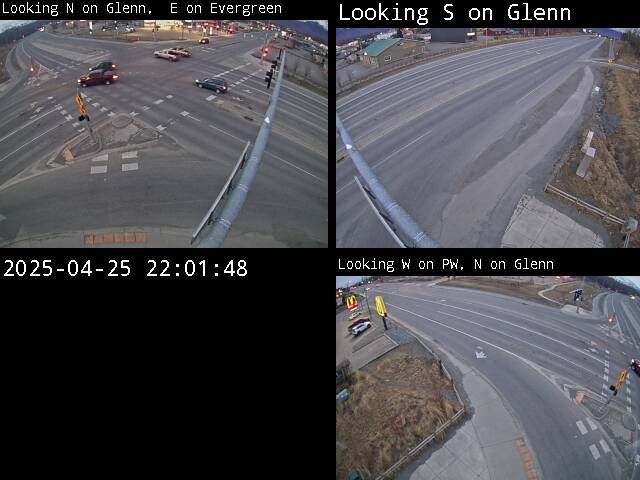 Looking N on Glenn,  E on Evergreen
Looking S on Glenn
2025-04-25 22:01:48
Looking W on PW, N on Glenn